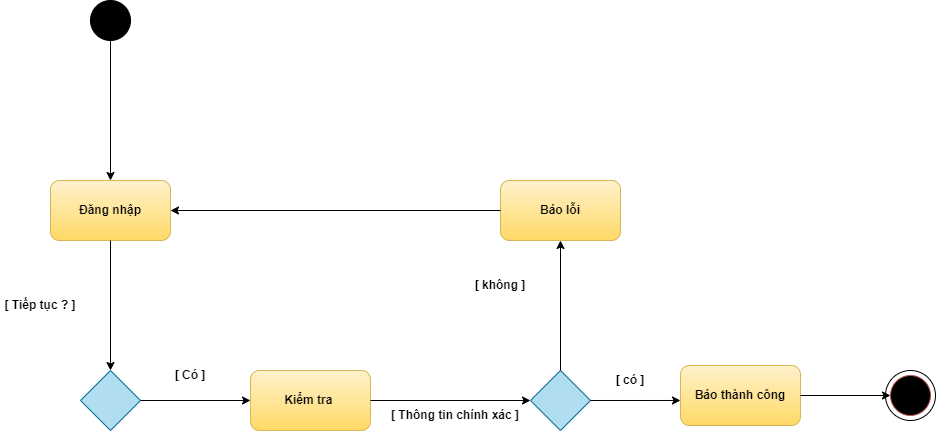 Đăng nhập
Báo lỗi
[ Tiếp tục ? ]
[ không ]
[ Có ]
Kiểm tra
[ Thông tin chính xác ]
[ có ]
Báo thành công